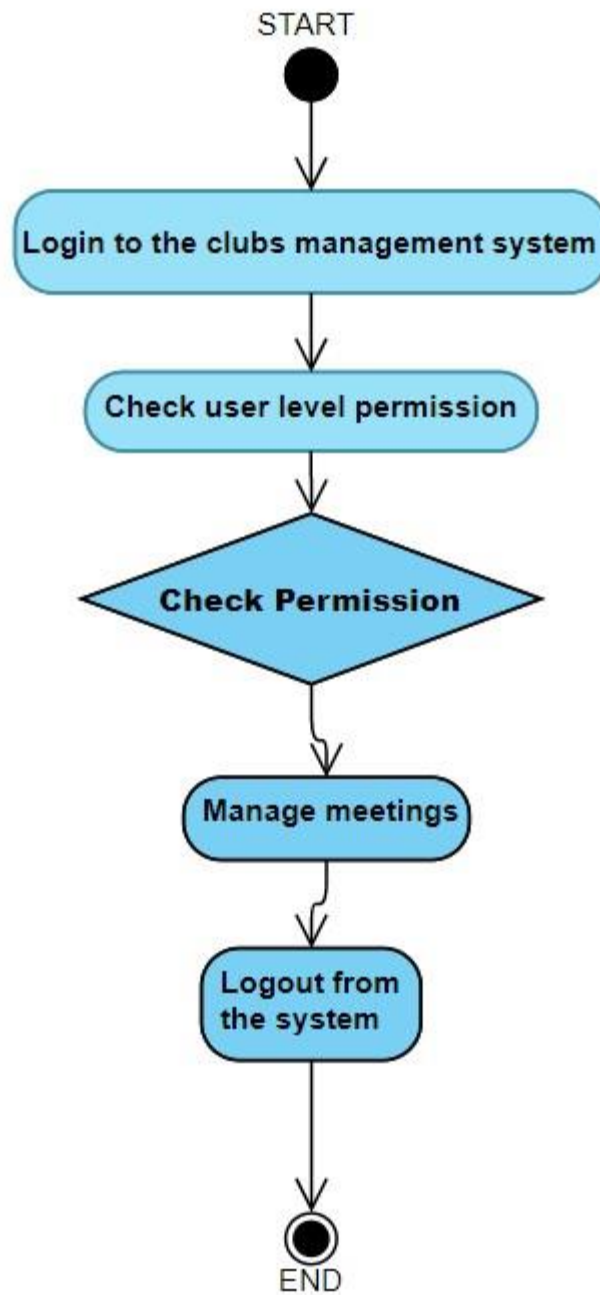 START
Login to the clubs management system
Check user level permission
Check Permission
Manage meetings
Logout from
the system
END